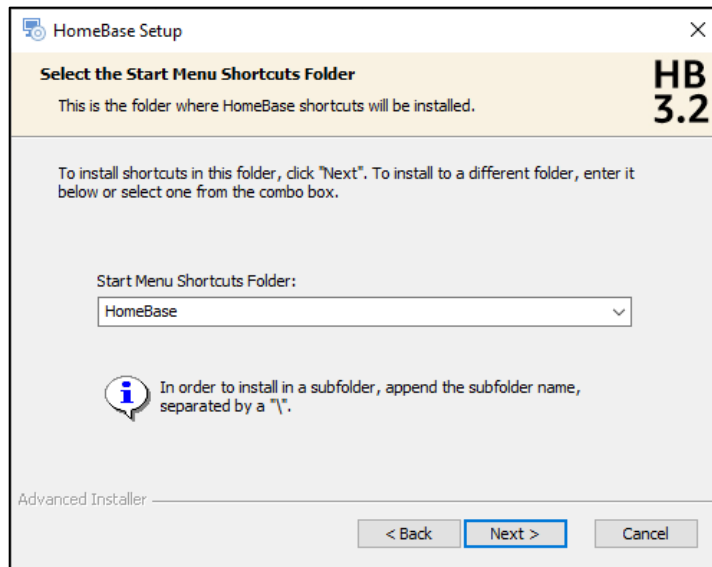 HomeBase Setup
Select the Start Menu Shortcuts Folder
This is the folder where HomeBase shortcuts will be installed.
HB
3.2
To install shortcuts in this folder, click "Next". To install to a different folder, enter it
below or select one from the combo box.
Start Menu Shortcuts Folder:
HomeBase
In order to install in a subfolder, append the subfolder name,
separated by a "\".
Advanced Installer
< Back
Next >
Cancel